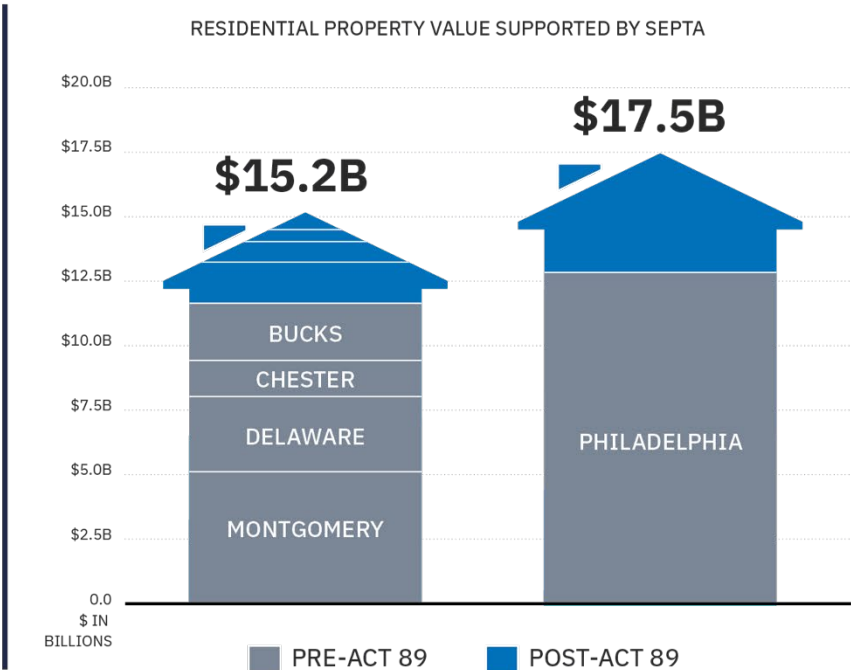 RESIDENTIAL PROPERTY VALUE SUPPORTED BY SEPTA
$20.0B
$17.5B
$15.0B
$12.5B
$10.0B
$7.5B
$5.0B
$2.5B
0.0
$ IN
BILLIONS
$15.2B
BUCKS
CHESTER
DELAWARE
MONTGOMERY
$17.5B
PHILADELPHIA
PRE-ACT 89
POST-ACT 89